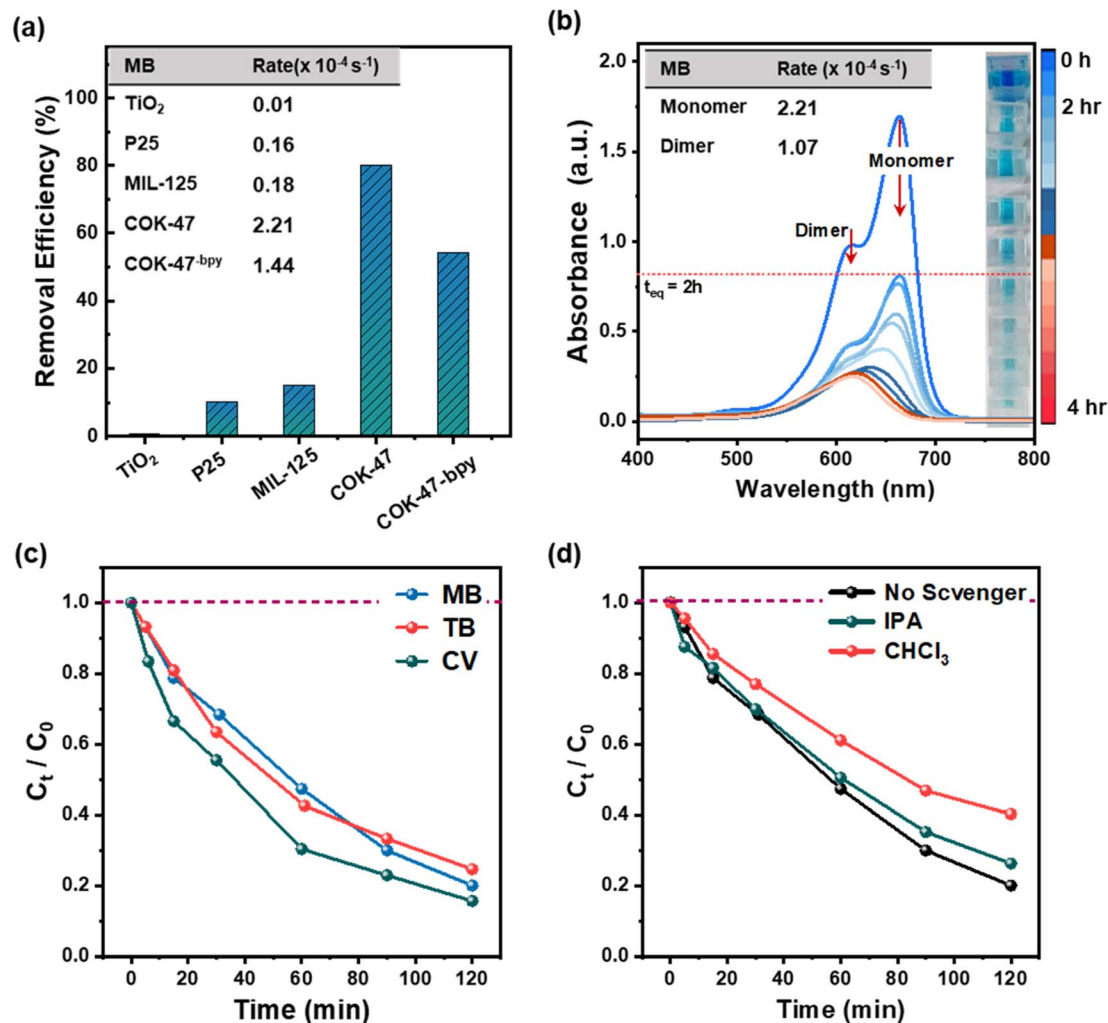 (a)
MB Rate(x 10⁻⁴ s⁻¹)
TiO₂ 0.01
P25 0.16
MIL-125 0.18
COK-47 2.21
COK-47⁻ᵇᵖʸ 1.44
Removal Efficiency (%)
100
80
60
40
20
0
TiO₂ P25 MIL-125 COK-47 COK-47-bpy
(b)
MB Rate (x 10⁻⁴ s⁻¹)
Monomer 2.21
Dimer 1.07
Monomer
Dimer
t_eq = 2h
0 h
2 hr
4 hr
Absorbance (a.u.)
2.0
1.5
1.0
0.5
0.0
400 500 600 700 800
Wavelength (nm)
(c)
MB
TB
CV
C_t / C_0
1.0
0.8
0.6
0.4
0.2
0.0
0 20 40 60 80 100 120
Time (min)
(d)
No Scvenger
IPA
CHCl₃
C_t / C_0
1.0
0.8
0.6
0.4
0.2
0.0
0 20 40 60 80 100 120
Time (min)